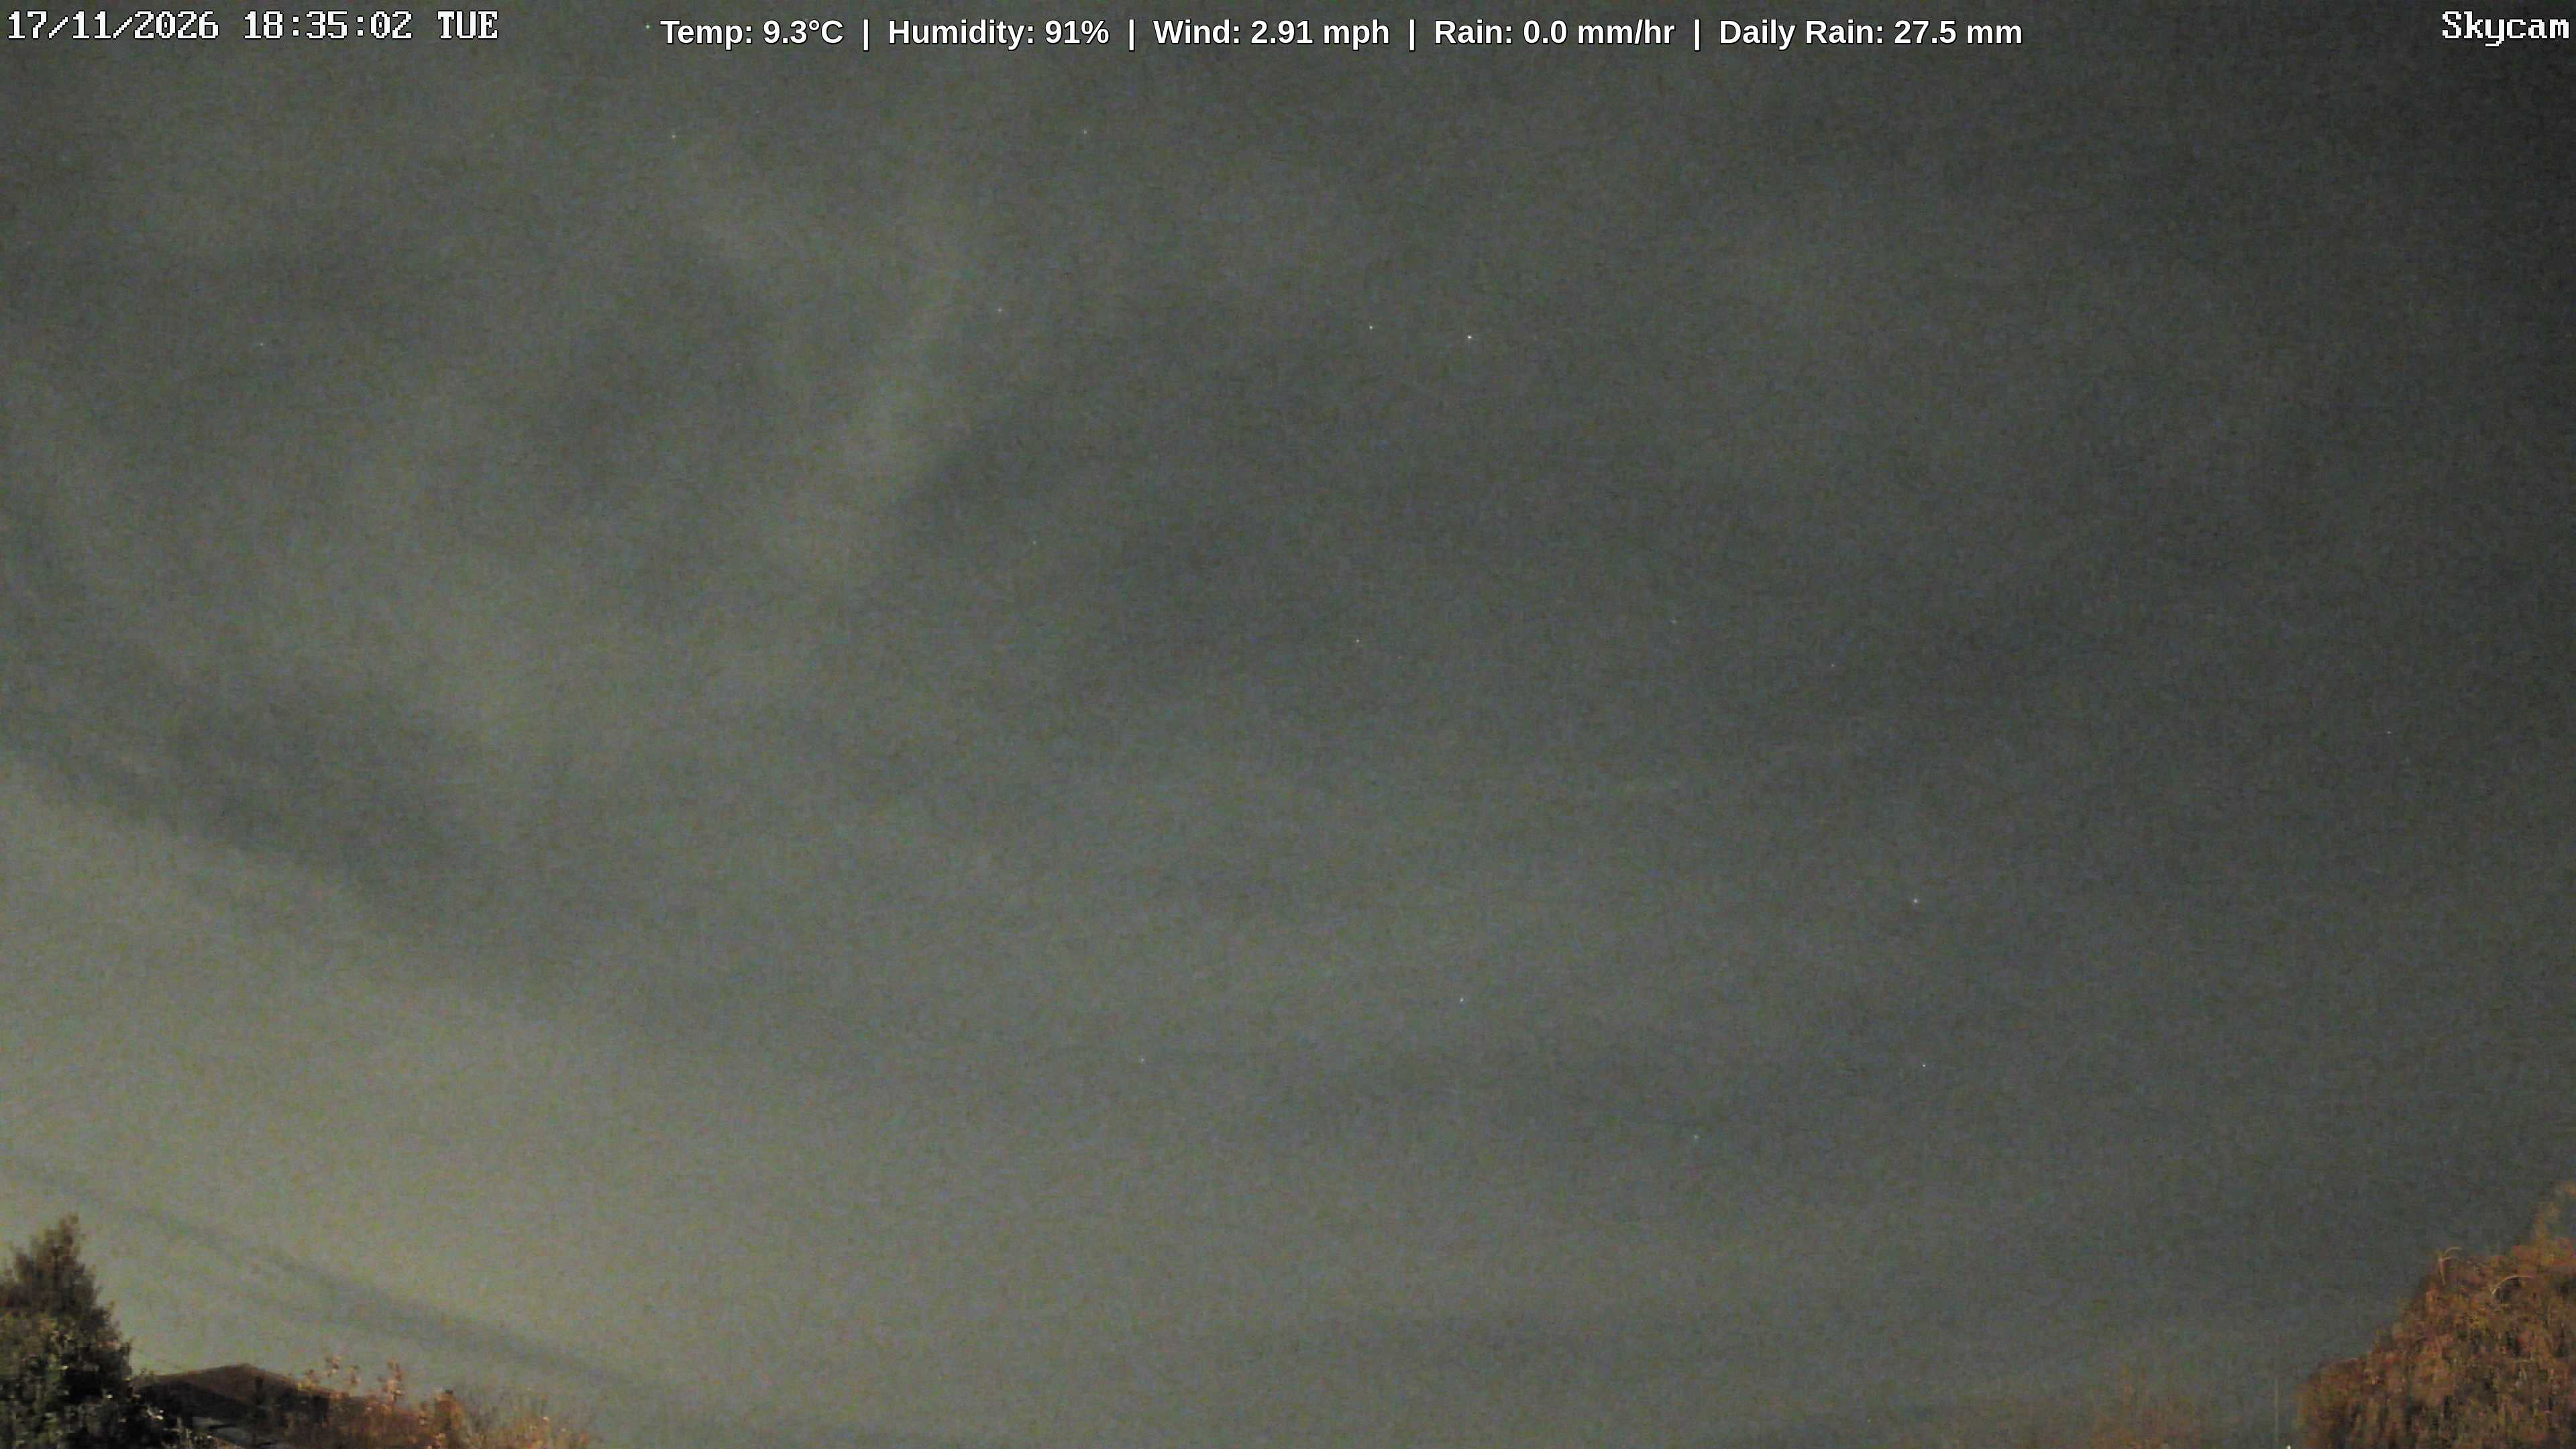 17/11/2026 18:35:02 TUE
Temp: 9.3°C | Humidity: 91% | Wind: 2.91 mph | Rain: 0.0 mm/hr | Daily Rain: 27.5 mm
Skycam